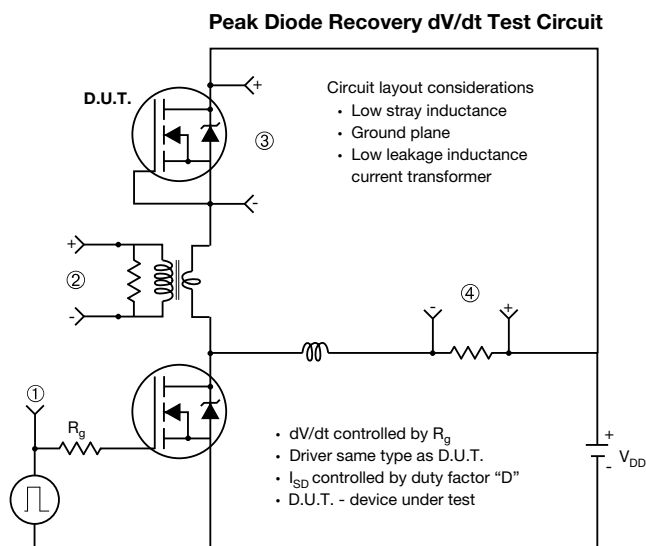 Peak Diode Recovery dV/dt Test Circuit
D.U.T.
+
-
③
Circuit layout considerations
• Low stray inductance
• Ground plane
• Low leakage inductance
current transformer
+
②
-
-
④
+
①
Rg
• dV/dt controlled by Rg
• Driver same type as D.U.T.
• ISD controlled by duty factor “D”
• D.U.T. - device under test
+
-
VDD